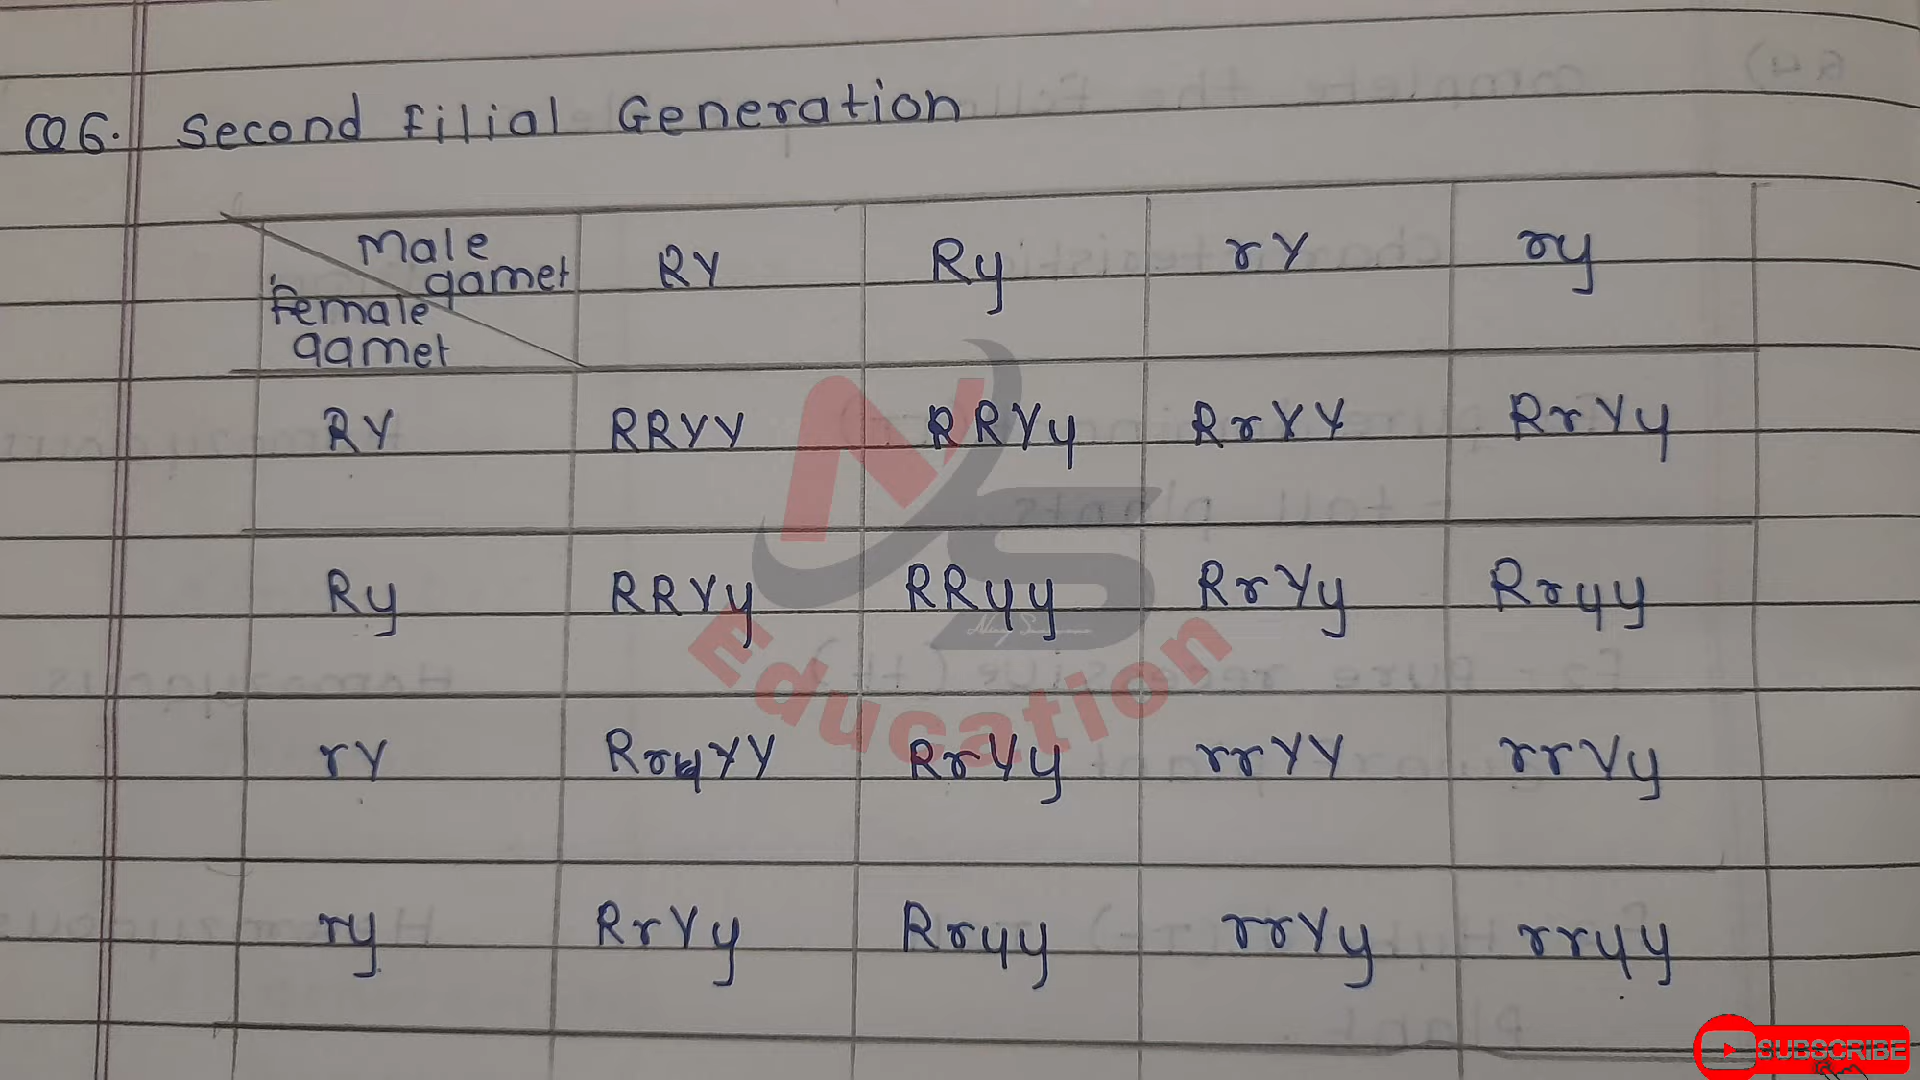 Q6. Second Filial Generation
Male gamet
Female gamet
RY Ry rY ry
RY RRYY RRYy RrYY RrYy
Ry RRYy RRyy RrYy Rryy
rY RrYY RrYy rrYY rrYy
ry RrYy Rryy rrYy rryy
NS
Education
SUBSCRIBE